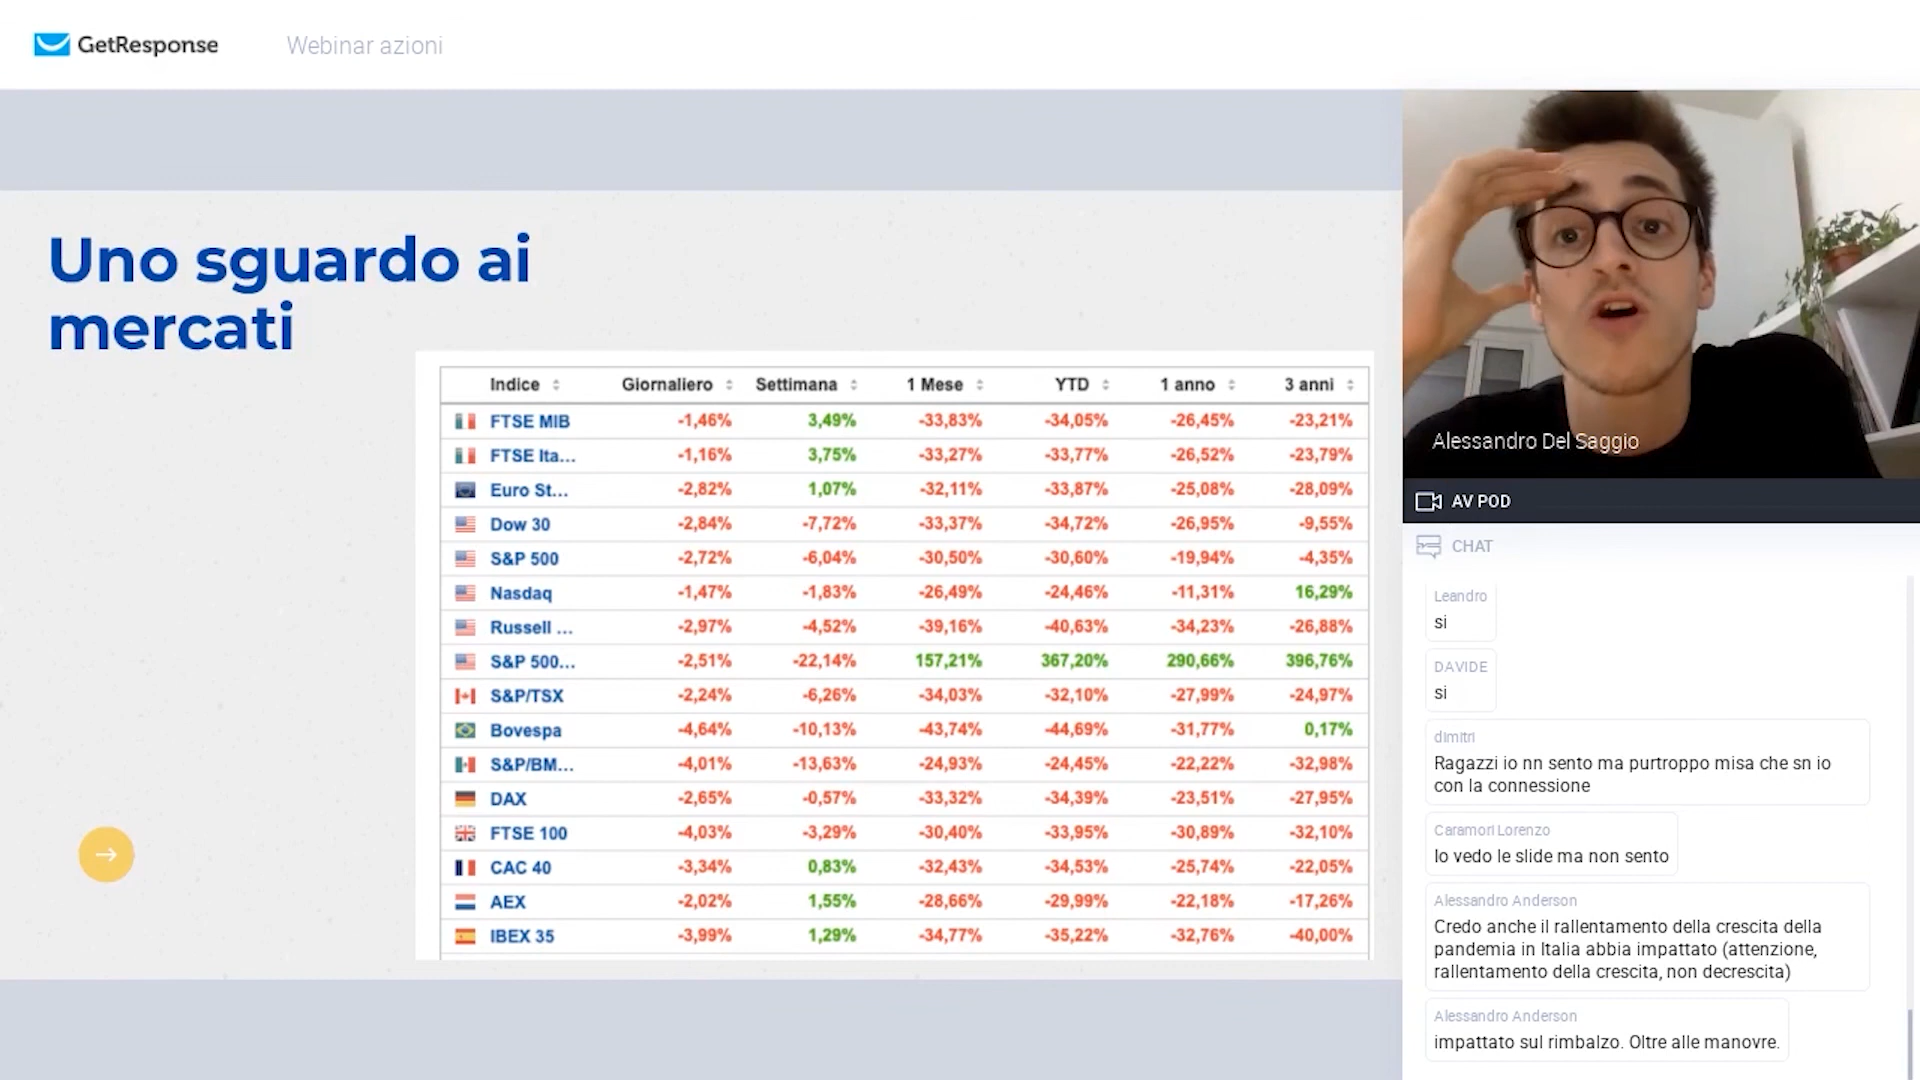 GetResponse
Webinar azioni
Uno sguardo ai
mercati
Indice Giornaliero Settimana 1 Mese YTD 1 anno 3 anni
FTSE MIB -1,46% 3,49% -33,83% -34,05% -26,45% -23,21%
FTSE Ita... -1,16% 3,75% -33,27% -33,77% -26,52% -23,79%
Euro St... -2,82% 1,07% -32,11% -33,87% -25,08% -28,09%
Dow 30 -2,84% -7,72% -33,37% -34,72% -26,95% -9,55%
S&P 500 -2,72% -6,04% -30,50% -30,60% -19,94% -4,35%
Nasdaq -1,47% -1,83% -26,49% -24,46% -11,31% 16,29%
Russell ... -2,97% -4,52% -39,16% -40,63% -34,23% -26,88%
S&P 500... -2,51% -22,14% 157,21% 367,20% 290,66% 396,76%
S&P/TSX -2,24% -6,26% -34,03% -32,10% -27,99% -24,97%
Bovespa -4,64% -10,13% -43,74% -44,69% -31,77% 0,17%
S&P/BM... -4,01% -13,63% -24,93% -24,45% -22,22% -32,98%
DAX -2,65% -0,57% -33,32% -34,39% -23,51% -27,95%
FTSE 100 -4,03% -3,29% -30,40% -33,95% -30,89% -32,10%
CAC 40 -3,34% 0,83% -32,43% -34,53% -25,74% -22,05%
AEX -2,02% 1,55% -28,66% -29,99% -22,18% -17,26%
IBEX 35 -3,99% 1,29% -34,77% -35,22% -32,76% -40,00%
Alessandro Del Saggio
AV POD
CHAT
Leandro
si
DAVIDE
si
dimitri
Ragazzi io nn sento ma purtroppo misa che sn io
con la connessione
Caramori Lorenzo
Io vedo le slide ma non sento
Alessandro Anderson
Credo anche il rallentamento della crescita della
pandemia in Italia abbia impattato (attenzione,
rallentamento della crescita, non decrescita)
Alessandro Anderson
impattato sul rimbalzo. Oltre alle manovre.